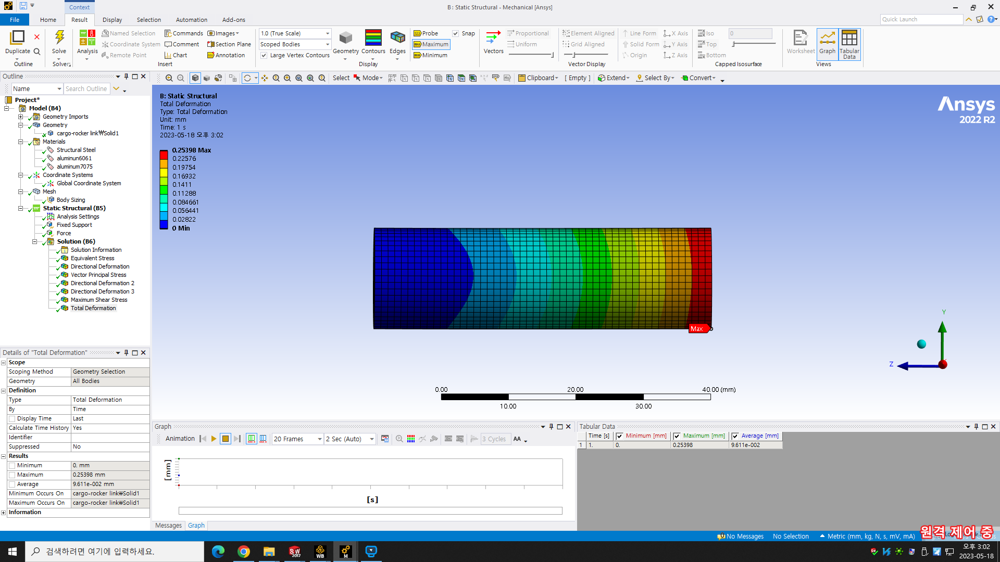 B : Static Structural - Mechanical [Ansys]
Context
File
Home
Result
Display
Selection
Automation
Add-ons
Quick Launch
Duplicate
Outline
Solve
Solver
Analysis
Named Selection
Coordinate System
Remote Point
Commands
Comment
Chart
Images
Section Plane
Annotation
Insert
1.0 (True Scale)
Scoped Bodies
Large Vertex Contours
Geometry
Contours
Edges
Display
Probe
Maximum
Minimum
Snap
Vectors
Proportional
Uniform
Element Aligned
Grid Aligned
Line Form
Solid Form
Origin
X Axis
Y Axis
Z Axis
Vector Display
Iso
Top
Bottom
0
Capped Isosurface
Worksheet
Graph
Tabular Data
Views
Outline
Name
Search Outline
Select
Mode
Clipboard
[ Empty ]
Extend
Select By
Convert
Project*
Model (B4)
Geometry Imports
Geometry
cargo-rocker link₩Solid1
Materials
Structural Steel
aluminun6061
aluminum7075
Coordinate Systems
Global Coordinate System
Mesh
Body Sizing
Static Structural (B5)
Analysis Settings
Fixed Support
Force
Solution (B6)
Solution Information
Equivalent Stress
Directional Deformation
Vector Principal Stress
Directional Deformation 2
Directional Deformation 3
Maximum Shear Stress
Total Deformation
B: Static Structural
Total Deformation
Type: Total Deformation
Unit: mm
Time: 1 s
2023-05-18 오후 3:02
0.25398 Max
0.22576
0.19754
0.16932
0.1411
0.11288
0.084661
0.056441
0.02822
0 Min
Ansys
2022 R2
Max
Y
Z
0.00
20.00
40.00 (mm)
10.00
30.00
Details of "Total Deformation"
Scope
Scoping Method Geometry Selection
Geometry All Bodies
Definition
Type Total Deformation
By Time
Display Time Last
Calculate Time History Yes
Identifier
Suppressed No
Results
Minimum 0. mm
Maximum 0.25398 mm
Average 9.611e-002 mm
Minimum Occurs On cargo-rocker link₩Solid1
Maximum Occurs On cargo-rocker link₩Solid1
Information
Graph
Animation
20 Frames
2 Sec (Auto)
3 Cycles
AA
[mm]
[s]
Messages
Graph
Tabular Data
Time [s] Minimum [mm] Maximum [mm] Average [mm]
1 1. 0. 0.25398 9.611e-002
0 No Messages
No Selection
Metric (mm, kg, N, s, mV, mA)
원격 제어 중
검색하려면 여기에 입력하세요.
SW 2017
WB
M
오후 3:02
2023-05-18